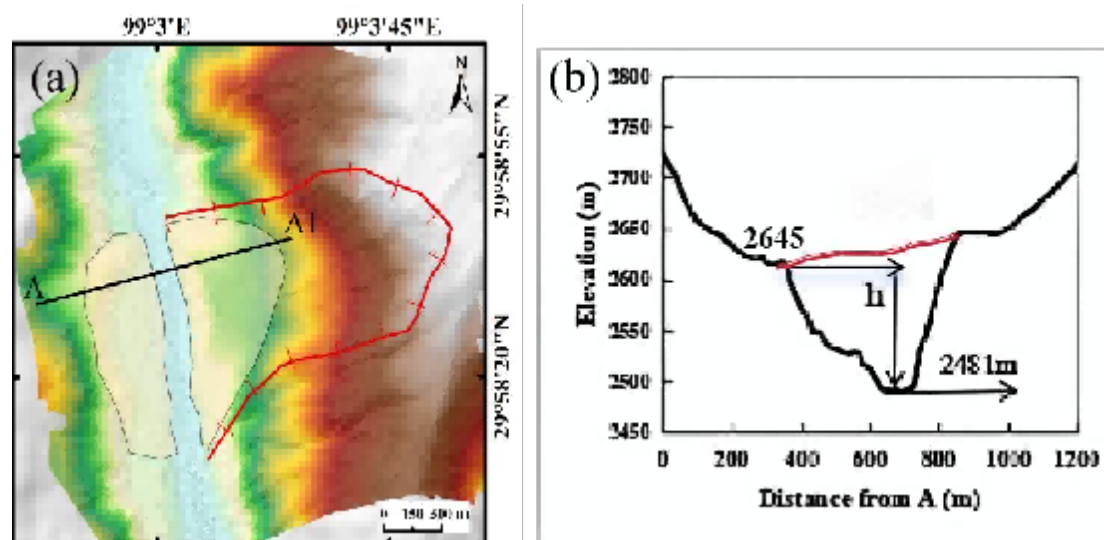 99°3'E
99°3'45"E
(a)
N
29°58'55"N
29°58'20"N
A
A1
(b)
Elevation (m)
2800
2750
2700
2650
2600
2550
2500
2450
2645
h
2481m
0 200 400 600 800 1000 1200
Distance from A (m)